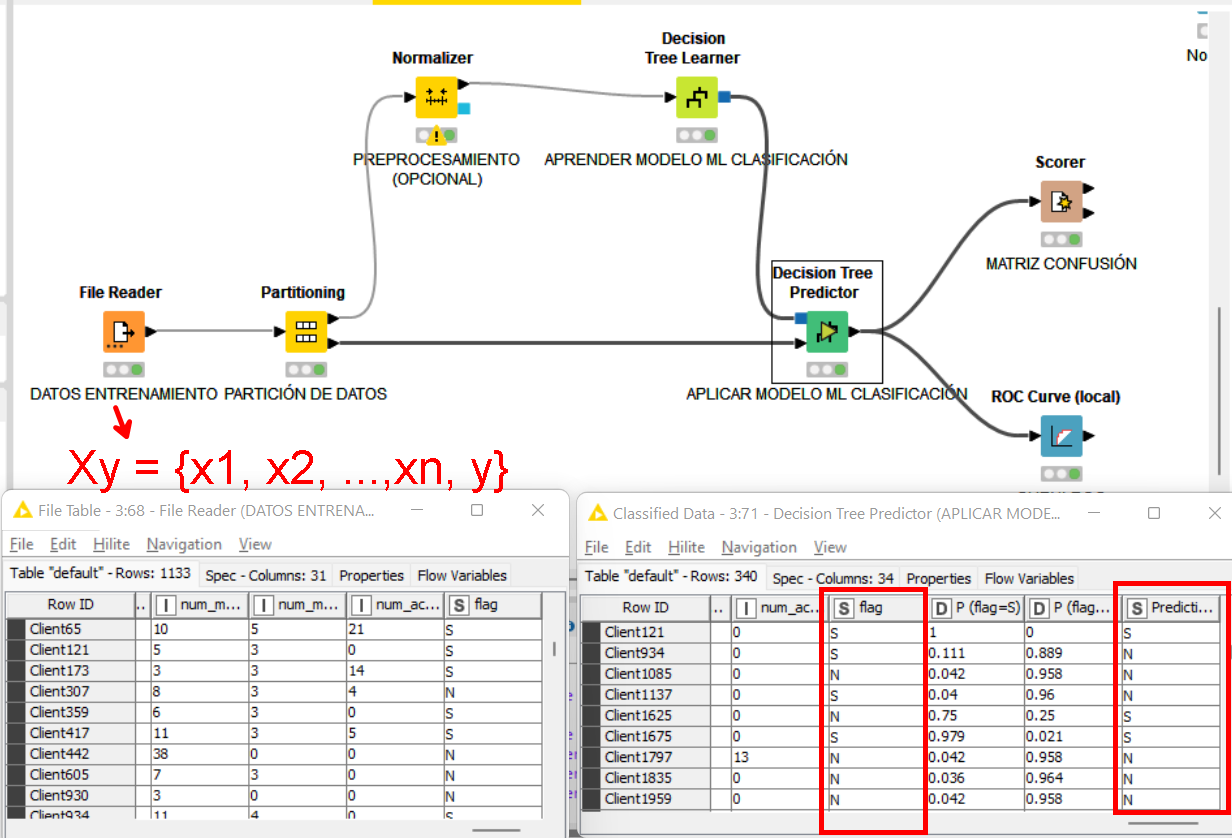 No
Decision
Tree Learner
Normalizer
PREPROCESAMIENTO
(OPCIONAL)
APRENDER MODELO ML CLASIFICACIÓN
Scorer
MATRIZ CONFUSIÓN
File Reader
Partitioning
Decision Tree
Predictor
DATOS ENTRENAMIENTO
PARTICIÓN DE DATOS
APLICAR MODELO ML CLASIFICACIÓN
ROC Curve (local)
Xy = {x1, x2, ...,xn, y}
File Table - 3:68 - File Reader (DATOS ENTRENA...
File Edit Hilite Navigation View
Table "default" - Rows: 1133 Spec - Columns: 31 Properties Flow Variables
Row ID .. I num_m... I num_m... I num_ac... S flag
Client65 10 5 21 S
Client121 5 3 0 S
Client173 3 3 14 S
Client307 8 3 4 N
Client359 6 3 0 S
Client417 11 3 5 S
Client442 38 0 0 N
Client605 7 3 0 N
Client930 3 0 0 N
Client934 11 4 0 S
Classified Data - 3:71 - Decision Tree Predictor (APLICAR MODE...
File Edit Hilite Navigation View
Table "default" - Rows: 340 Spec - Columns: 34 Properties Flow Variables
Row ID ... I num_ac... S flag D P (flag=S) D P (flag... S Predicti...
Client121 0 S 1 0 S
Client934 0 S 0.111 0.889 N
Client1085 0 N 0.042 0.958 N
Client1137 0 S 0.04 0.96 N
Client1625 0 N 0.75 0.25 S
Client1675 0 S 0.979 0.021 S
Client1797 13 N 0.042 0.958 N
Client1835 0 N 0.036 0.964 N
Client1959 0 N 0.042 0.958 N